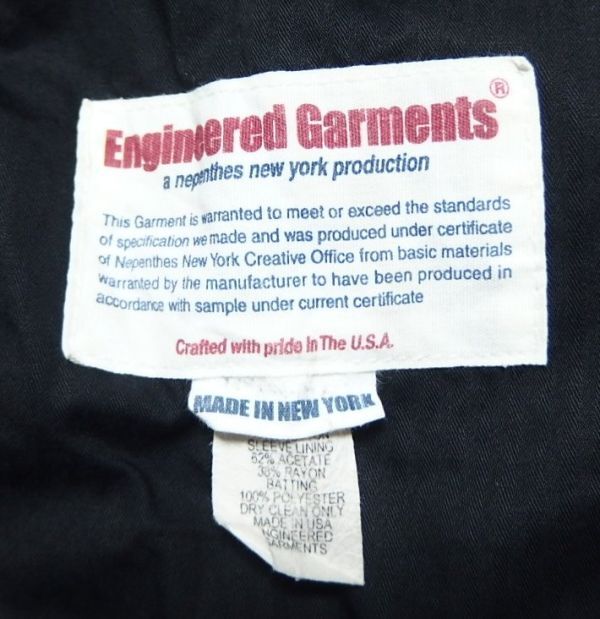 Engineered Garments ®
a nepenthes new york production
This Garment is warranted to meet or exceed the standards
of specification we made and was produced under certificate
of Nepenthes New York Creative Office from basic materials
warranted by the manufacturer to have been produced in
accordance with sample under current certificate
Crafted with pride in The U.S.A.
MADE IN NEW YORK
SLEEVE LINING
62% ACETATE
38% RAYON
BATTING
100% POLYESTER
DRY CLEAN ONLY
MADE IN USA
NGINEERED
GARMENTS